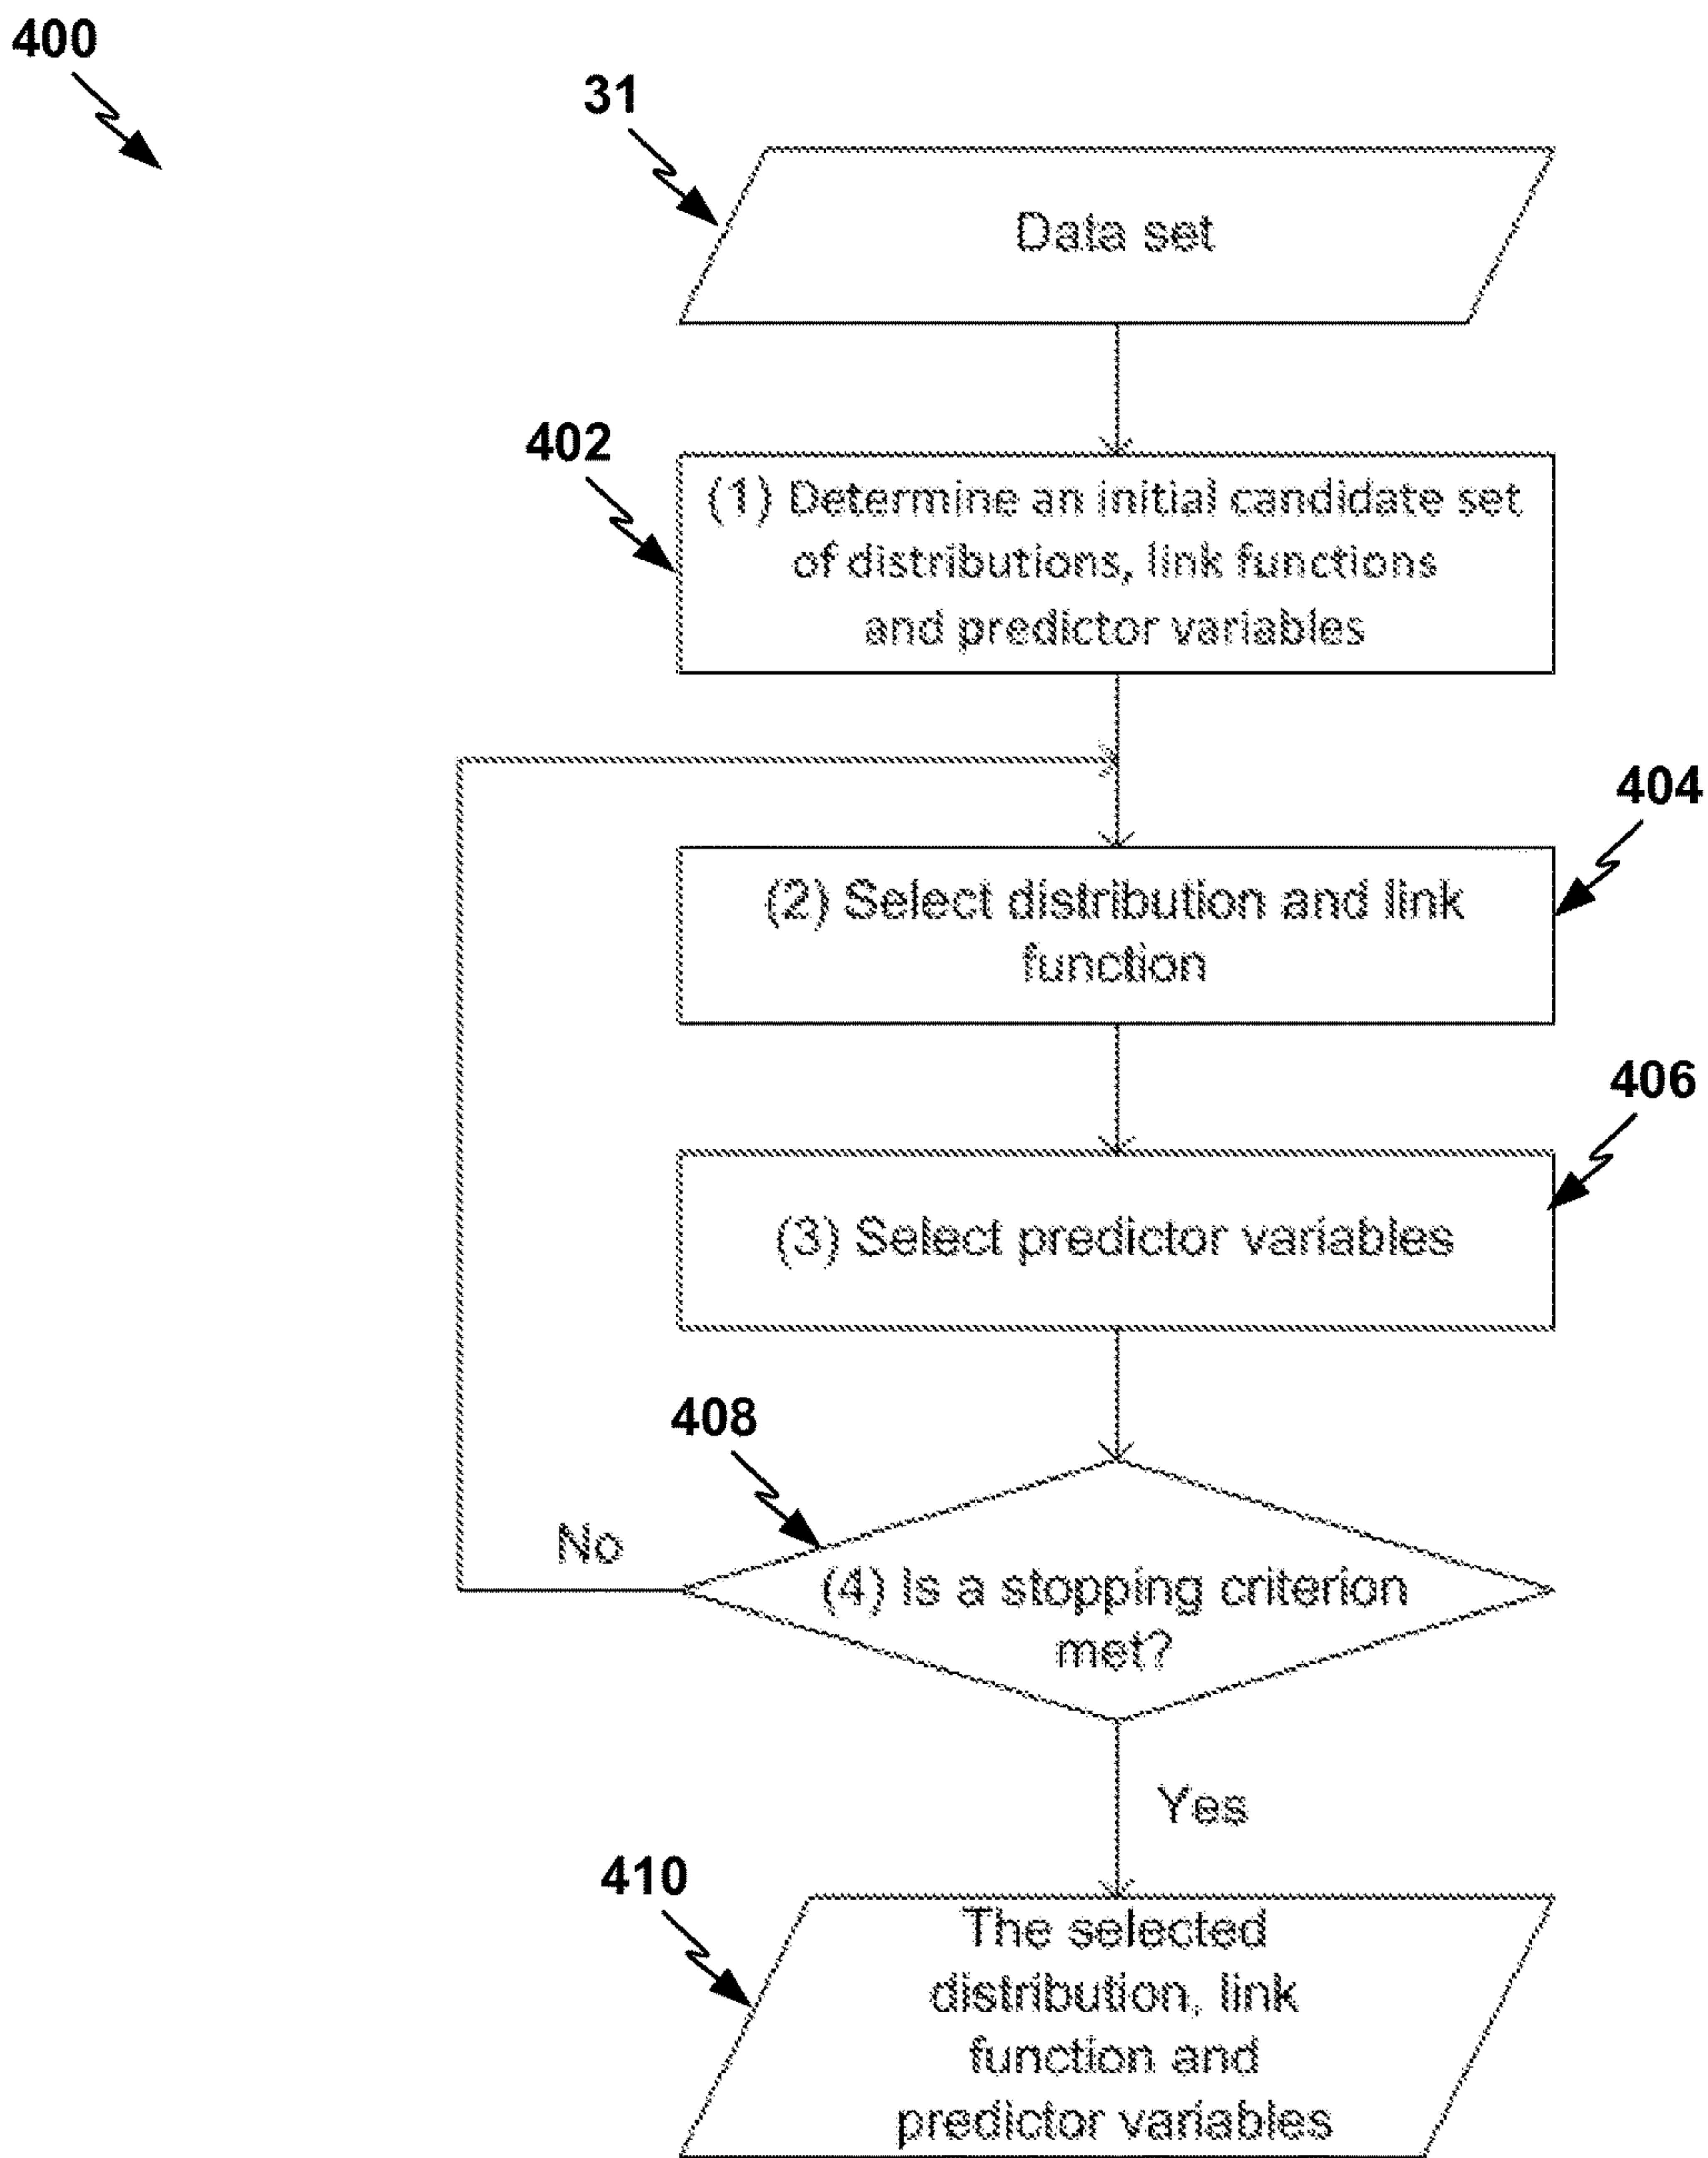 400
31
Data set
402
(1) Determine an initial candidate set
of distributions, link functions
and predictor variables
404
(2) Select distribution and link
function
406
(3) Select predictor variables
408
No
(4) Is a stopping criterion
met?
Yes
410
The selected
distribution, link
function and
predictor variables